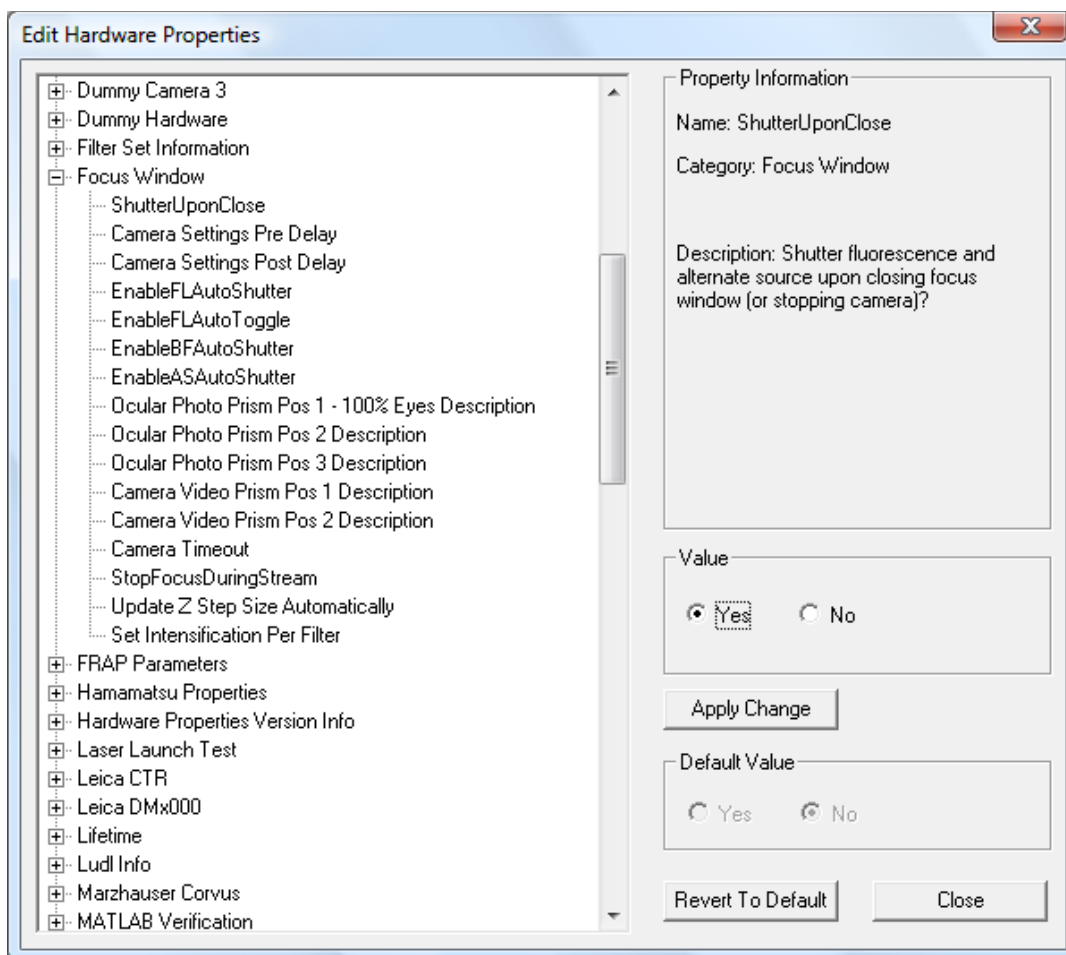 Edit Hardware Properties
Dummy Camera 3
Dummy Hardware
Filter Set Information
Focus Window
ShutterUponClose
Camera Settings Pre Delay
Camera Settings Post Delay
EnableFLAutoShutter
EnableFLAutoToggle
EnableBFAutoShutter
EnableASAutoShutter
Ocular Photo Prism Pos 1 - 100% Eyes Description
Ocular Photo Prism Pos 2 Description
Ocular Photo Prism Pos 3 Description
Camera Video Prism Pos 1 Description
Camera Video Prism Pos 2 Description
Camera Timeout
StopFocusDuringStream
Update Z Step Size Automatically
Set Intensification Per Filter
FRAP Parameters
Hamamatsu Properties
Hardware Properties Version Info
Laser Launch Test
Leica CTR
Leica DMx000
Lifetime
Ludl Info
Marzhauser Corvus
MATLAB Verification
Property Information
Name: ShutterUponClose
Category: Focus Window
Description: Shutter fluorescence and
alternate source upon closing focus
window (or stopping camera)?
Value
Yes No
Apply Change
Default Value
Yes No
Revert To Default Close